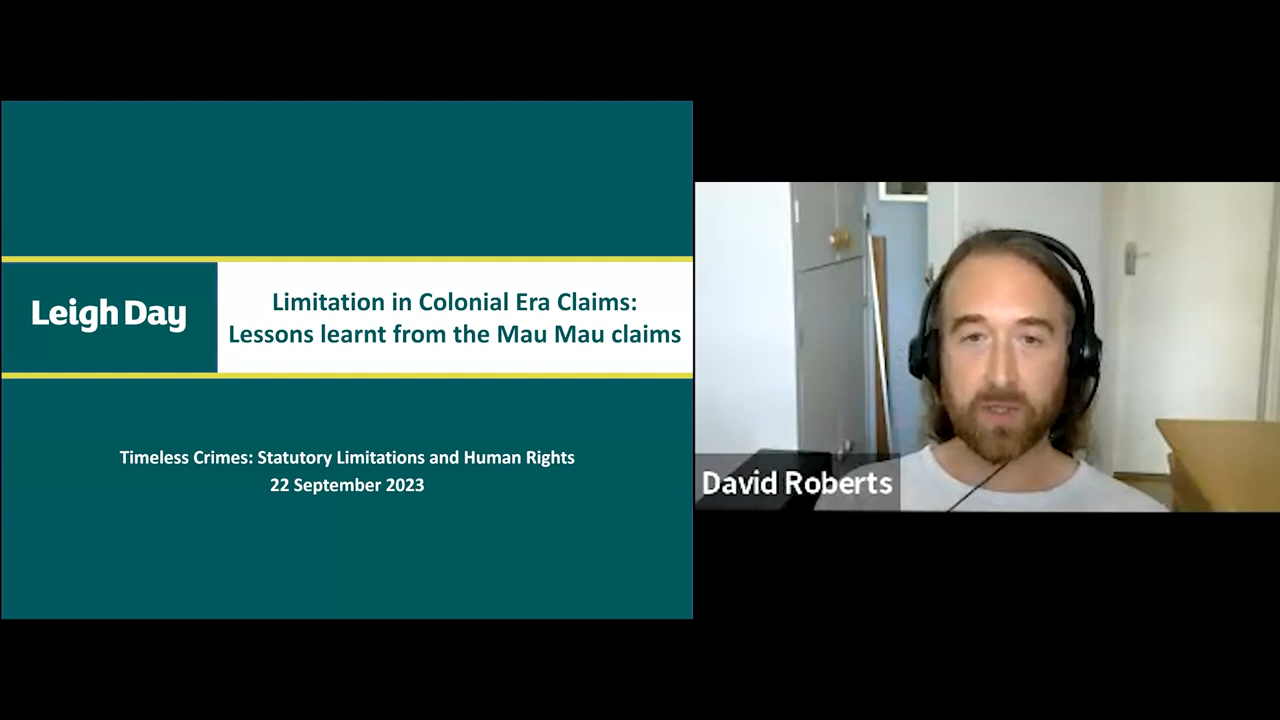 Leigh Day
Limitation in Colonial Era Claims:
Lessons learnt from the Mau Mau claims
Timeless Crimes: Statutory Limitations and Human Rights
22 September 2023
David Roberts